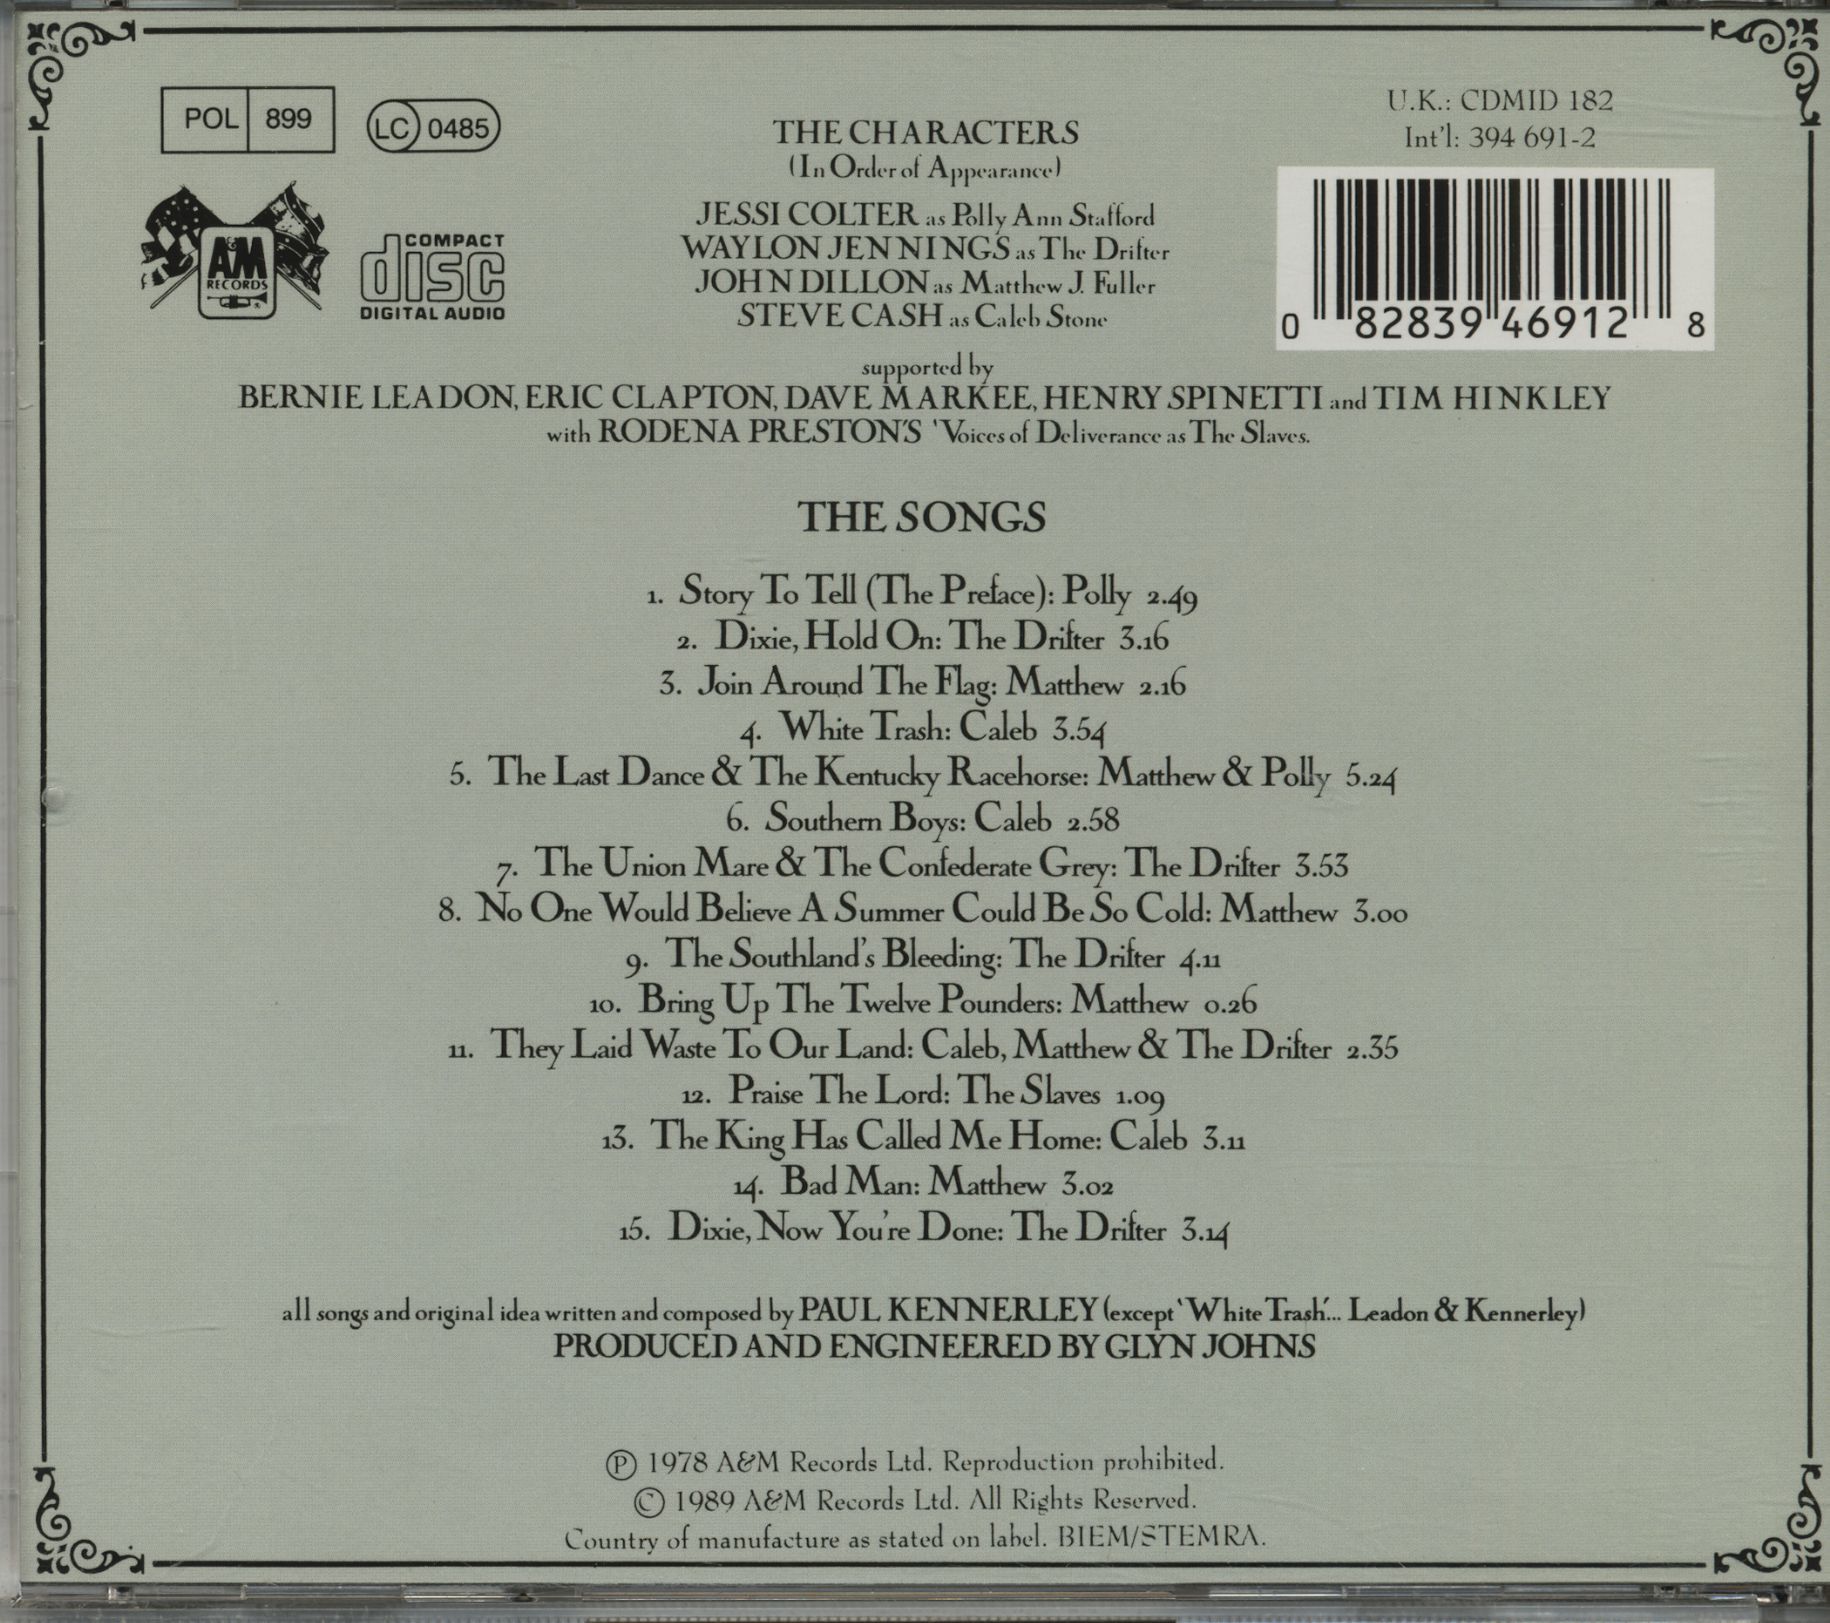 POL 899
LC 0485
A&M
RECORDS
COMPACT
disc
DIGITAL AUDIO
THE CHARACTERS
(In Order of Appearance)
JESSI COLTER as Polly Ann Stafford
WAYLON JENNINGS as The Drifter
JOHN DILLON as Matthew J. Fuller
STEVE CASH as Caleb Stone
U.K.: CDMID 182
Int'l: 394 691-2
0 82839 46912 8
supported by
BERNIE LEADON, ERIC CLAPTON, DAVE MARKEE, HENRY SPINETTI and TIM HINKLEY
with RODENA PRESTON'S 'Voices of Deliverance as The Slaves.
THE SONGS
1. Story To Tell (The Preface): Polly 2.49
2. Dixie, Hold On: The Drifter 3.16
3. Join Around The Flag: Matthew 2.16
4. White Trash: Caleb 3.54
5. The Last Dance & The Kentucky Racehorse: Matthew & Polly 5.24
6. Southern Boys: Caleb 2.58
7. The Union Mare & The Confederate Grey: The Drifter 3.53
8. No One Would Believe A Summer Could Be So Cold: Matthew 3.00
9. The Southland's Bleeding: The Drifter 4.11
10. Bring Up The Twelve Pounders: Matthew 0.26
11. They Laid Waste To Our Land: Caleb, Matthew & The Drifter 2.35
12. Praise The Lord: The Slaves 1.09
13. The King Has Called Me Home: Caleb 3.11
14. Bad Man: Matthew 3.02
15. Dixie, Now You're Done: The Drifter 3.14
all songs and original idea written and composed by PAUL KENNERLEY (except 'White Trash'... Leadon & Kennerley)
PRODUCED AND ENGINEERED BY GLYN JOHNS
℗ 1978 A&M Records Ltd. Reproduction prohibited.
© 1989 A&M Records Ltd. All Rights Reserved.
Country of manufacture as stated on label. BIEM/STEMRA.